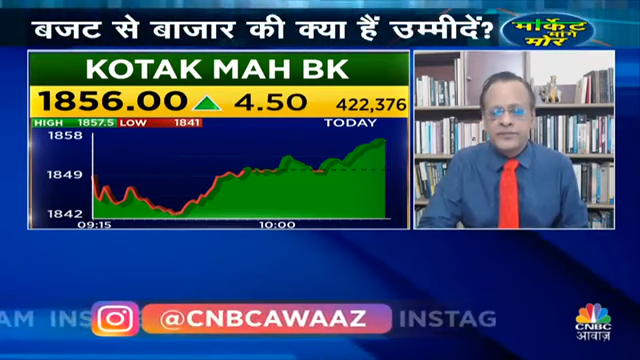 बजट से बाजार की क्या हैं उम्मीदें?
मार्केट
मांगे
मोर
KOTAK MAH BK
1856.00 4.50 422,376
HIGH 1857.5 LOW 1841 TODAY
1858
1849
1842
09:15 10:00
AM INS @CNBCAWAAZ INSTAG
CNBC
आवाज़